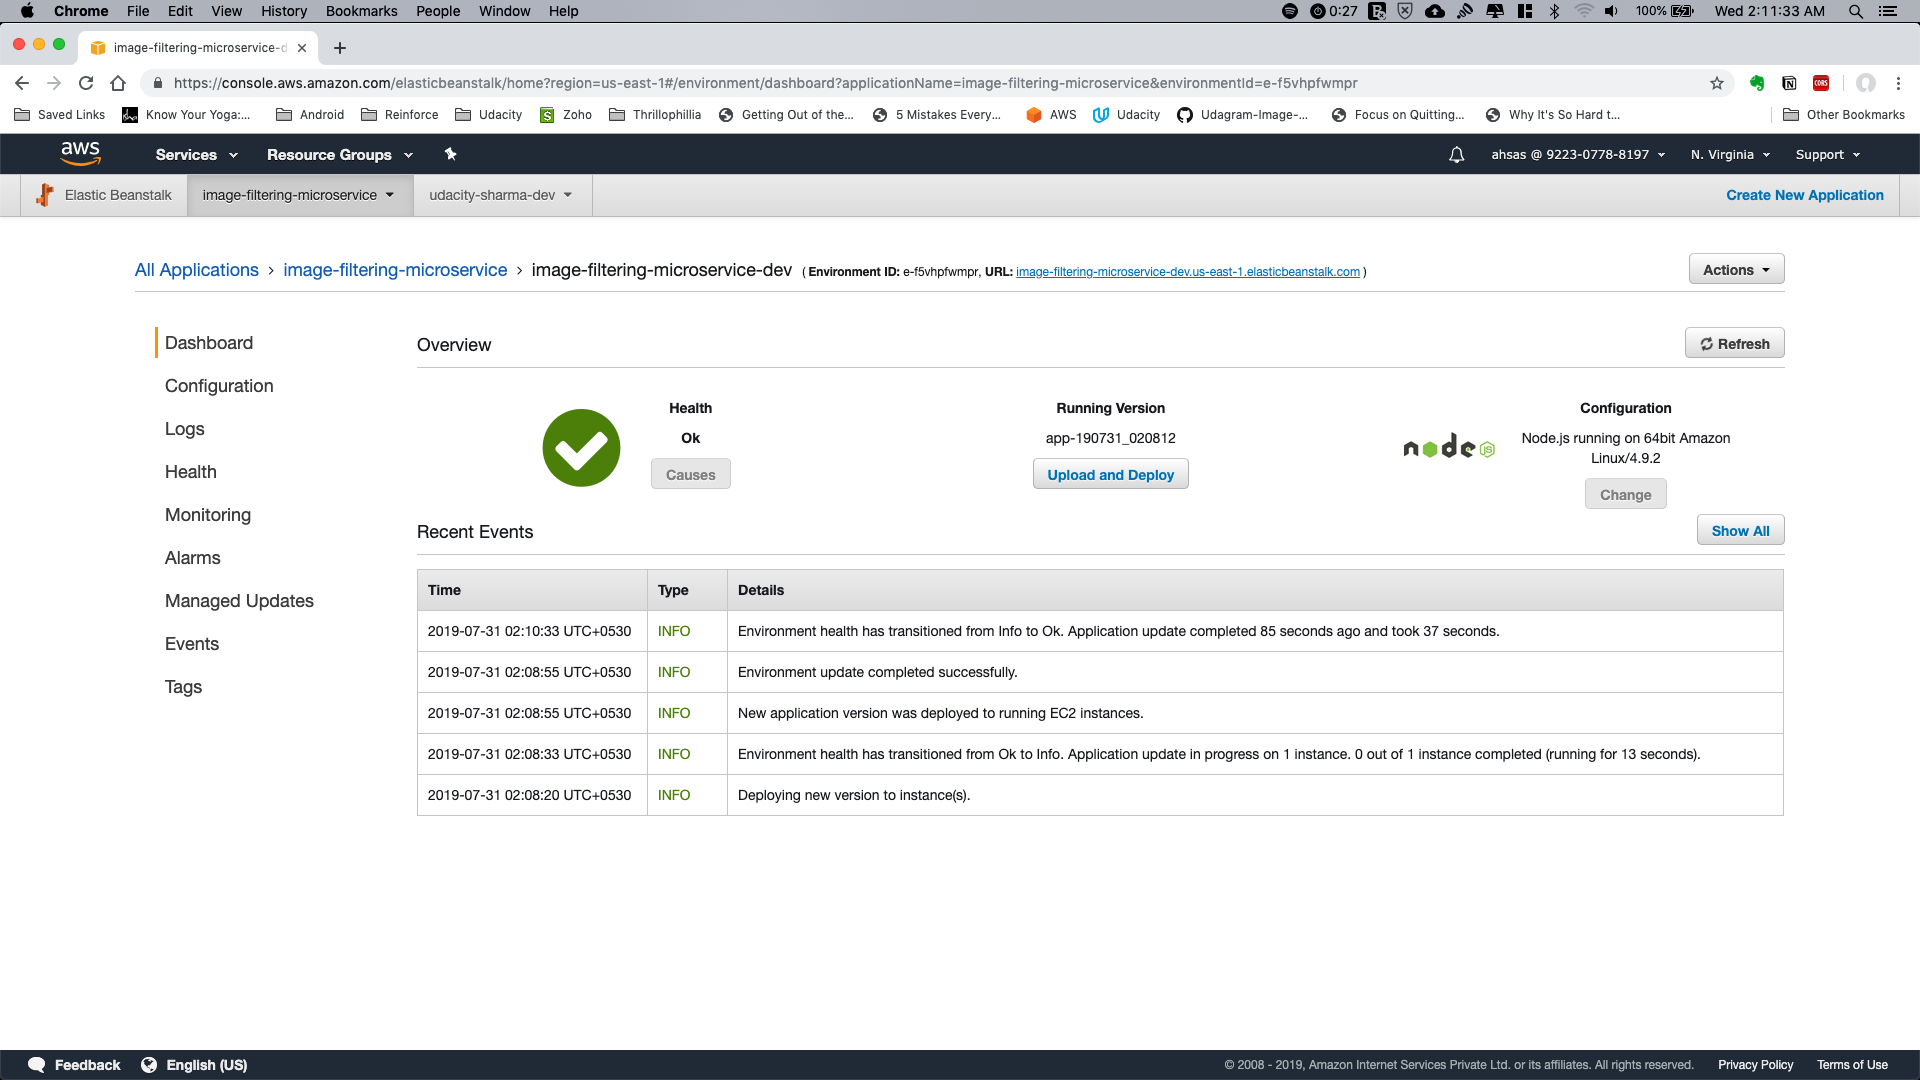 Chrome File Edit View History Bookmarks People Window Help 0:27 100% Wed 2:11:33 AM
image-filtering-microservice-d
https://console.aws.amazon.com/elasticbeanstalk/home?region=us-east-1#/environment/dashboard?applicationName=image-filtering-microservice&environmentId=e-f5vhpfwmpr CORS
Saved Links Know Your Yoga:... Android Reinforce Udacity Zoho Thrillophillia Getting Out of the... 5 Mistakes Every... AWS Udacity Udagram-Image-... Focus on Quitting... Why It's So Hard t... Other Bookmarks
aws Services Resource Groups ahsas @ 9223-0778-8197 N. Virginia Support
Elastic Beanstalk image-filtering-microservice udacity-sharma-dev Create New Application
All Applications › image-filtering-microservice › image-filtering-microservice-dev ( Environment ID: e-f5vhpfwmpr, URL: image-filtering-microservice-dev.us-east-1.elasticbeanstalk.com ) Actions
Dashboard
Configuration
Logs
Health
Monitoring
Alarms
Managed Updates
Events
Tags
Overview Refresh
Health
Ok
Causes
Running Version
app-190731_020812
Upload and Deploy
node JS
Configuration
Node.js running on 64bit Amazon
Linux/4.9.2
Change
Recent Events Show All
Time Type Details
2019-07-31 02:10:33 UTC+0530 INFO Environment health has transitioned from Info to Ok. Application update completed 85 seconds ago and took 37 seconds.
2019-07-31 02:08:55 UTC+0530 INFO Environment update completed successfully.
2019-07-31 02:08:55 UTC+0530 INFO New application version was deployed to running EC2 instances.
2019-07-31 02:08:33 UTC+0530 INFO Environment health has transitioned from Ok to Info. Application update in progress on 1 instance. 0 out of 1 instance completed (running for 13 seconds).
2019-07-31 02:08:20 UTC+0530 INFO Deploying new version to instance(s).
Feedback English (US) © 2008 - 2019, Amazon Internet Services Private Ltd. or its affiliates. All rights reserved. Privacy Policy Terms of Use